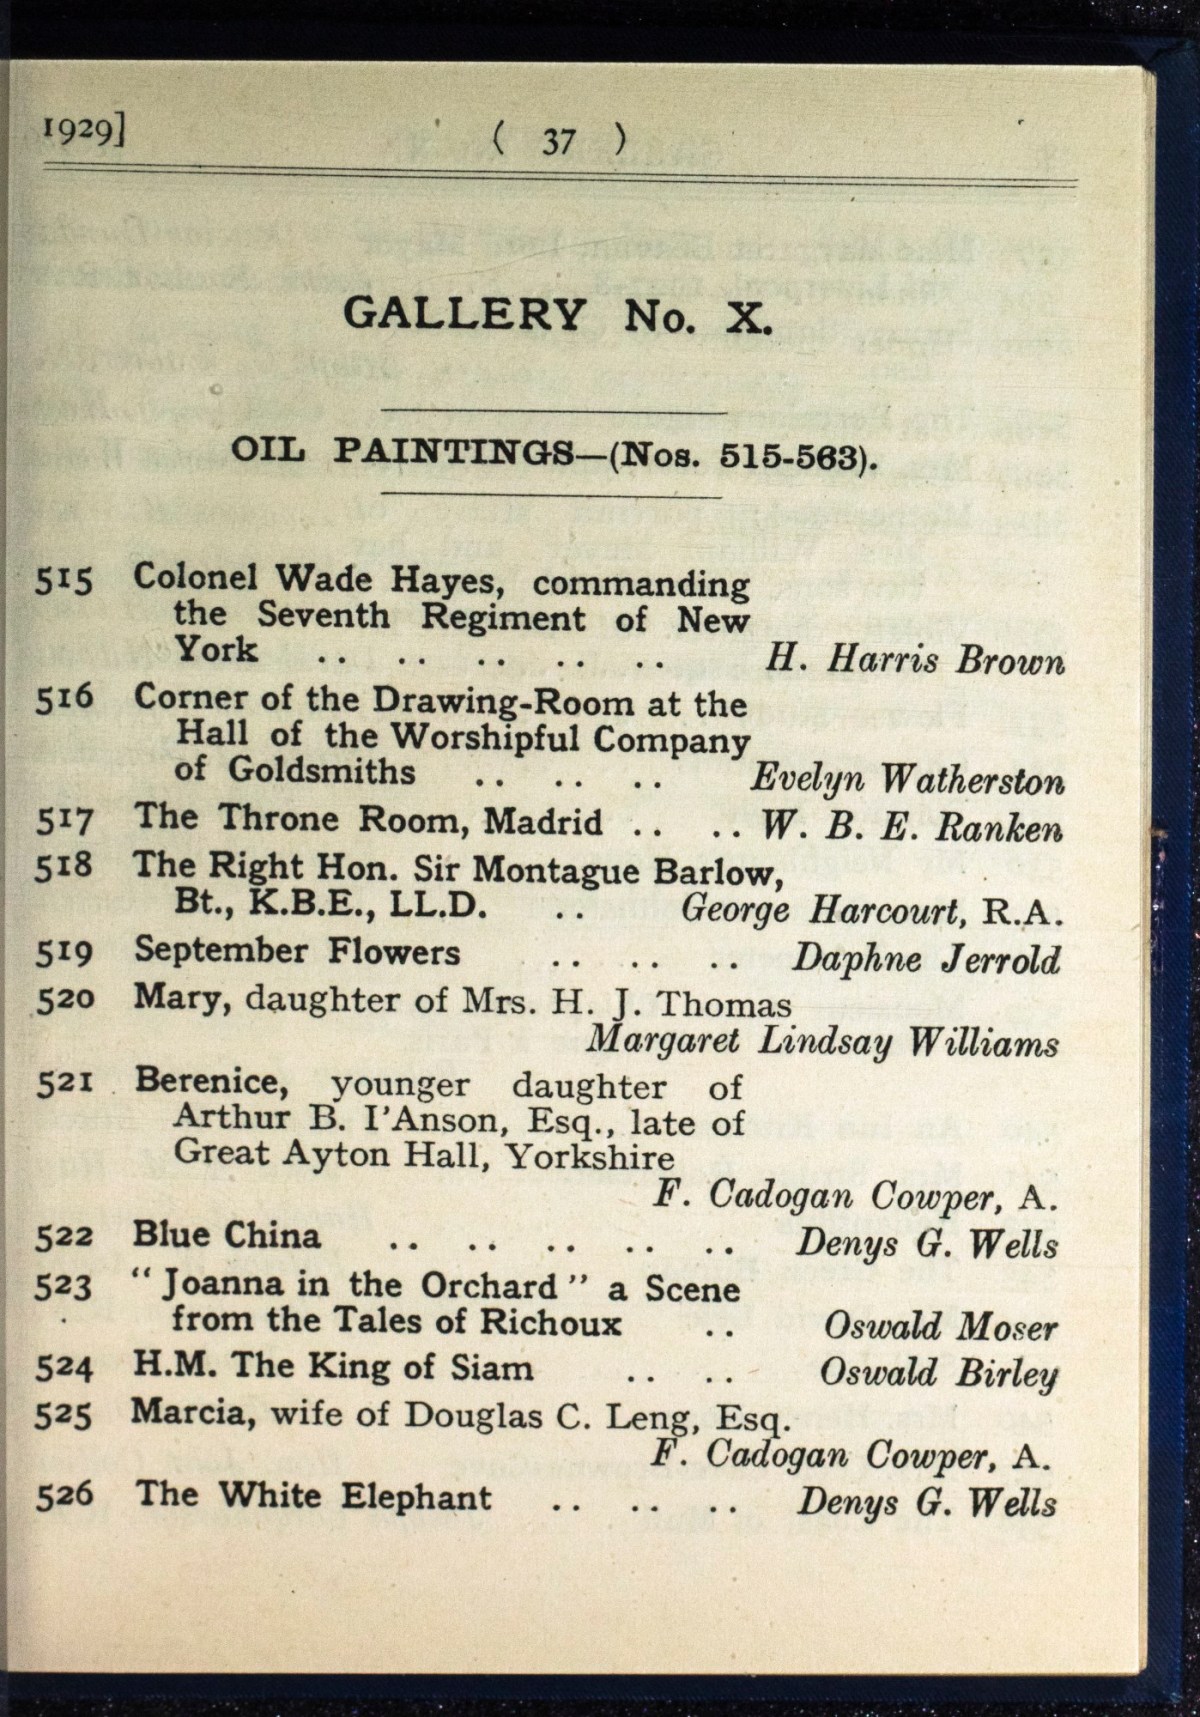 1929] ( 37 )
GALLERY No. X.
OIL PAINTINGS—(Nos. 515-563).
515 Colonel Wade Hayes, commanding
the Seventh Regiment of New
York .. .. .. .. .. H. Harris Brown
516 Corner of the Drawing-Room at the
Hall of the Worshipful Company
of Goldsmiths .. .. .. Evelyn Watherston
517 The Throne Room, Madrid .. .. W. B. E. Ranken
518 The Right Hon. Sir Montague Barlow,
Bt., K.B.E., LL.D. .. George Harcourt, R.A.
519 September Flowers .. .. .. Daphne Jerrold
520 Mary, daughter of Mrs. H. J. Thomas
Margaret Lindsay Williams
521 Berenice, younger daughter of
Arthur B. I'Anson, Esq., late of
Great Ayton Hall, Yorkshire
F. Cadogan Cowper, A.
522 Blue China .. .. .. .. .. Denys G. Wells
523 "Joanna in the Orchard" a Scene
from the Tales of Richoux .. Oswald Moser
524 H.M. The King of Siam .. .. Oswald Birley
525 Marcia, wife of Douglas C. Leng, Esq.
F. Cadogan Cowper, A.
526 The White Elephant .. .. .. Denys G. Wells